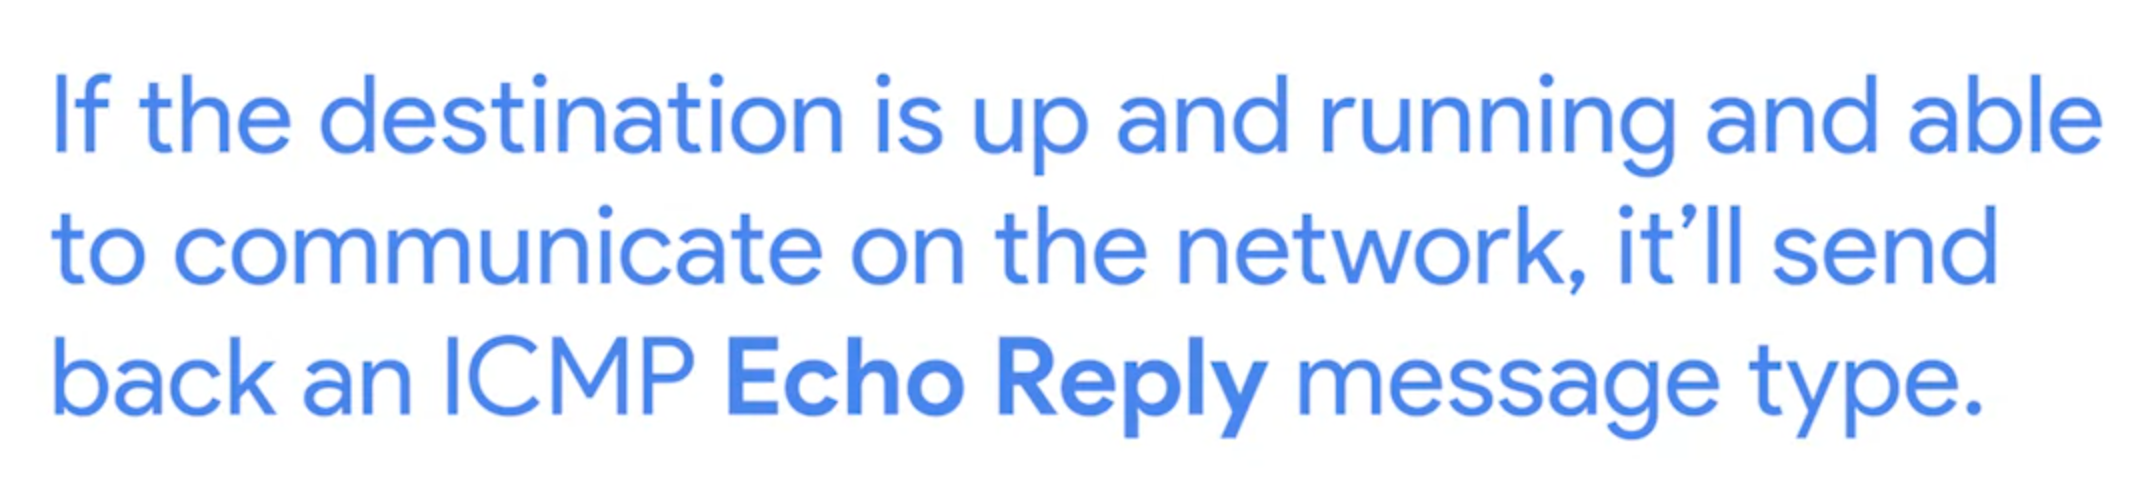 If the destination is up and running and able
to communicate on the network, it’ll send
back an ICMP Echo Reply message type.